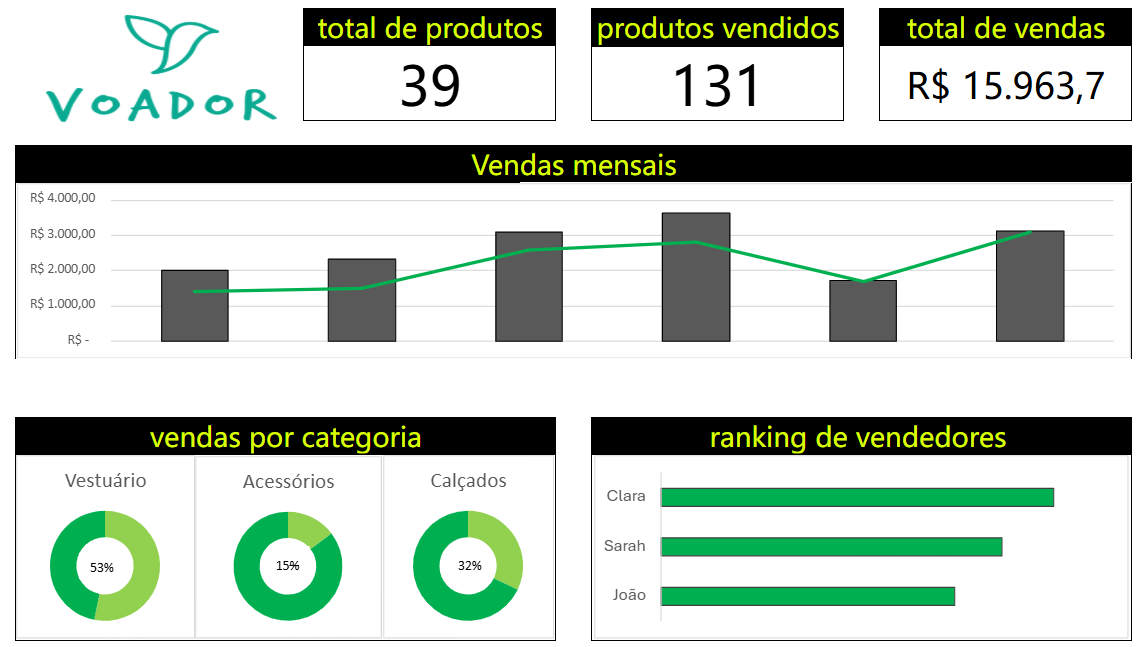 VOADOR
total de produtos
39
produtos vendidos
131
total de vendas
R$ 15.963,7
Vendas mensais
R$ 4.000,00
R$ 3.000,00
R$ 2.000,00
R$ 1.000,00
R$ -
vendas por categoria
Vestuário
53%
Acessórios
15%
Calçados
32%
ranking de vendedores
Clara
Sarah
João